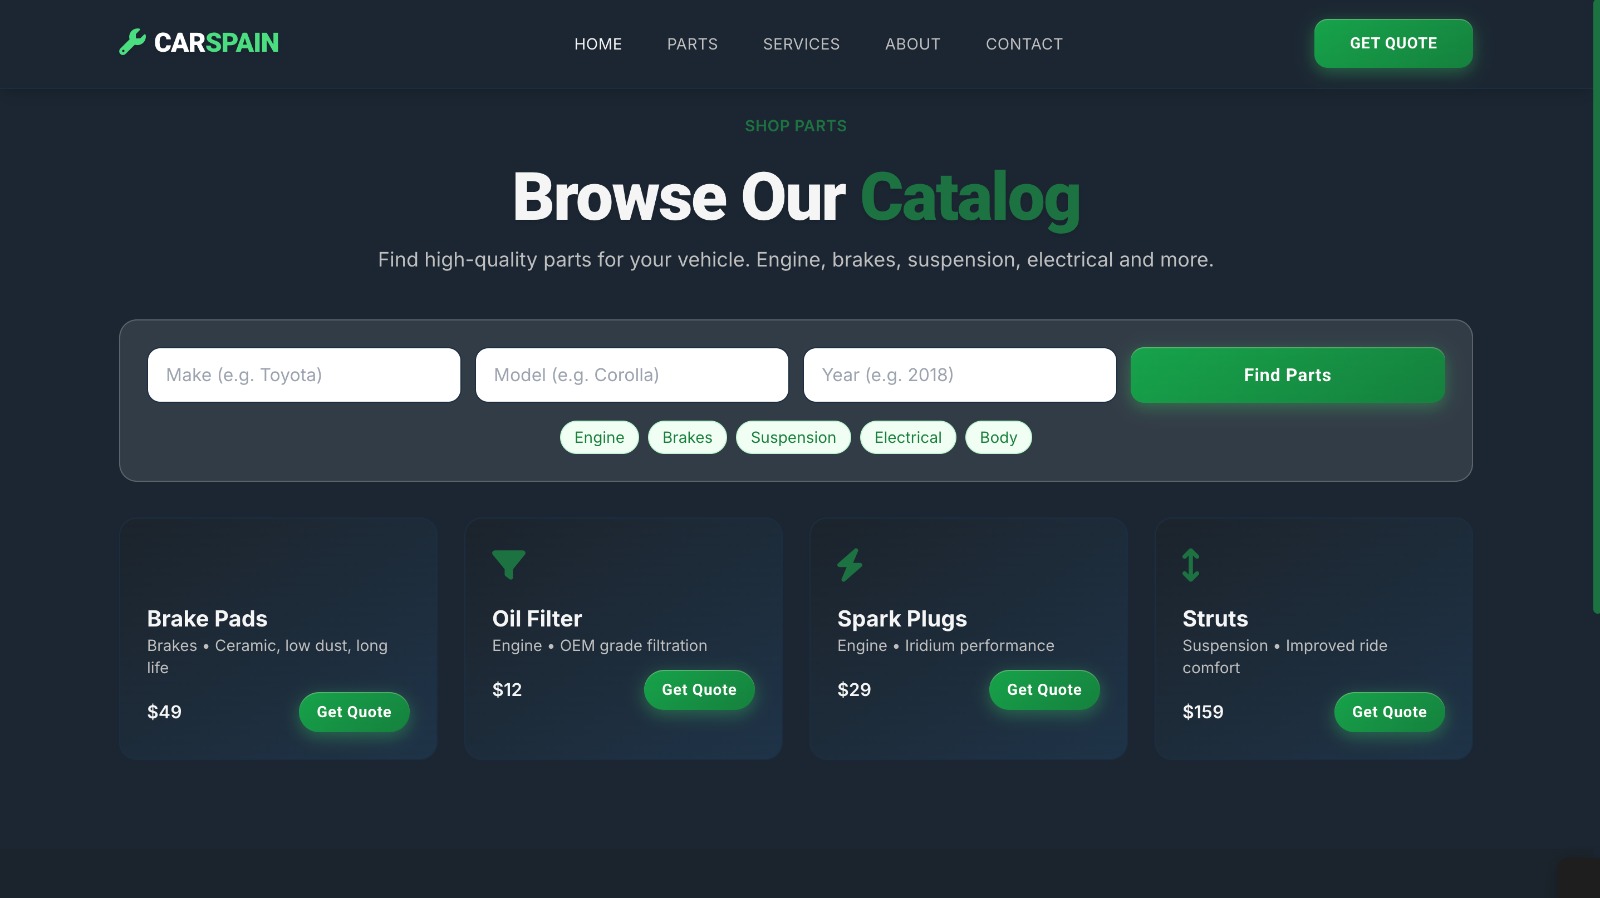 CARSPAIN
HOME
PARTS
SERVICES
ABOUT
CONTACT
GET QUOTE
SHOP PARTS
Browse Our Catalog
Find high-quality parts for your vehicle. Engine, brakes, suspension, electrical and more.
Make (e.g. Toyota)
Model (e.g. Corolla)
Year (e.g. 2018)
Find Parts
Engine
Brakes
Suspension
Electrical
Body
Brake Pads
Brakes • Ceramic, low dust, long
life
$49
Get Quote
Oil Filter
Engine • OEM grade filtration
$12
Get Quote
Spark Plugs
Engine • Iridium performance
$29
Get Quote
Struts
Suspension • Improved ride
comfort
$159
Get Quote